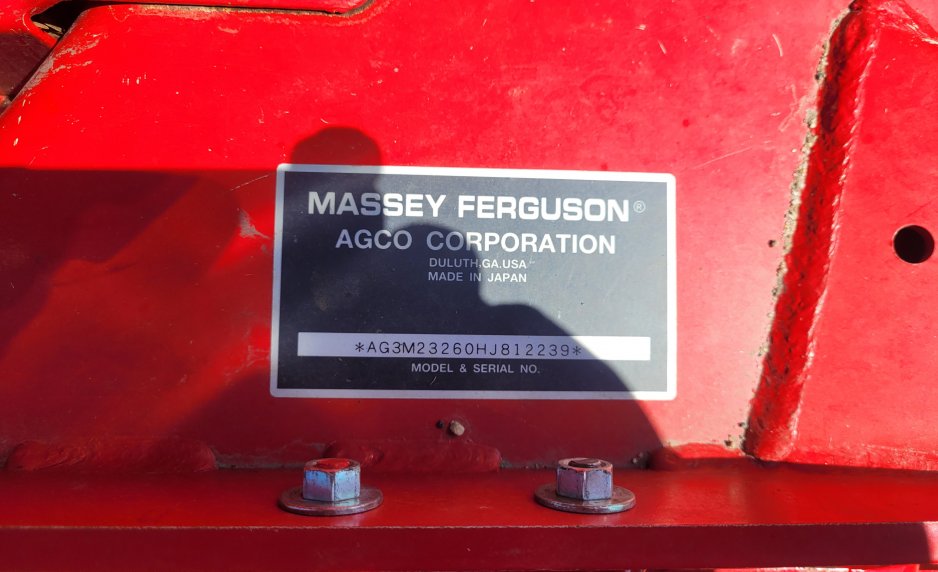 MASSEY FERGUSON®
AGCO CORPORATION
DULUTH,GA.USA
MADE IN JAPAN
*AG3M23260HJ812239*
MODEL & SERIAL NO.